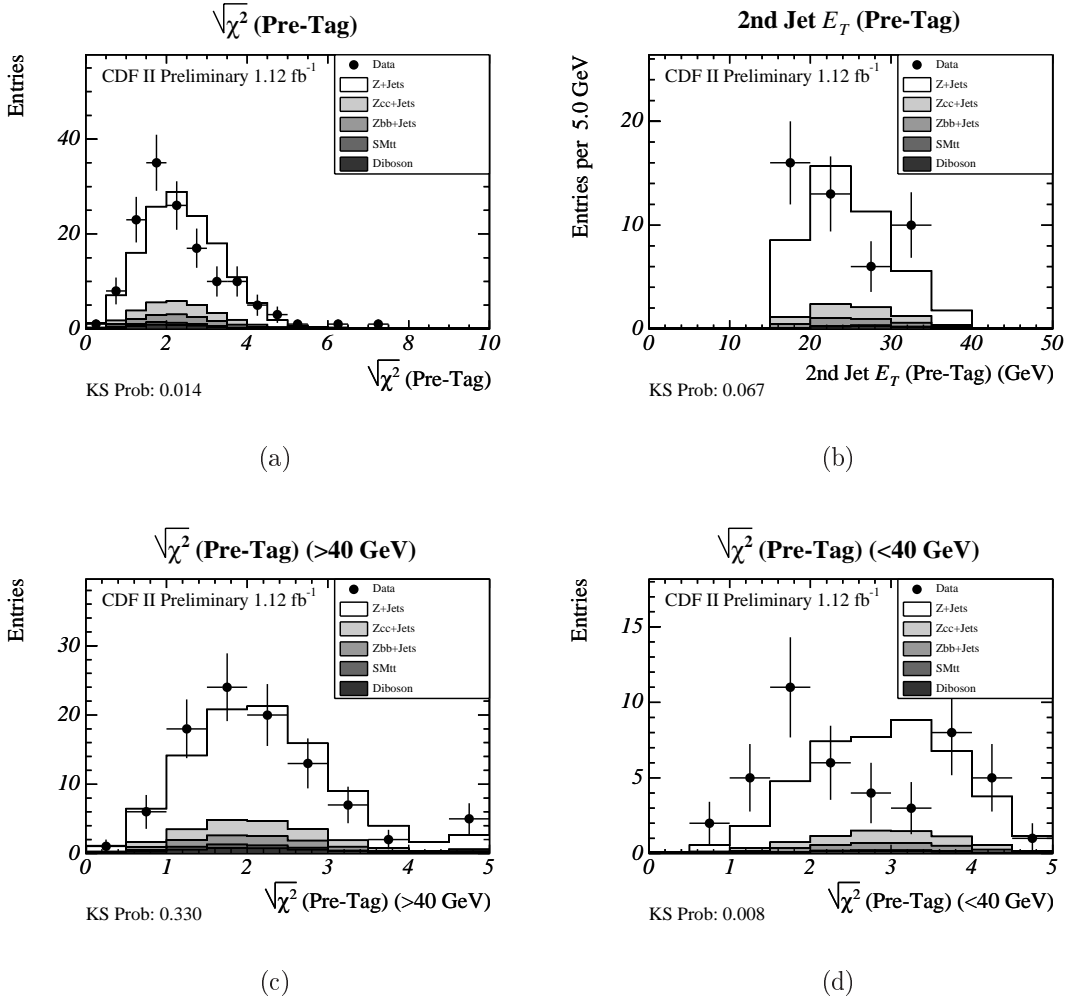 √χ² (Pre-Tag)
Entries
CDF II Preliminary 1.12 fb⁻¹
Data
Z+Jets
Zcc+Jets
Zbb+Jets
SMtt
Diboson
40
20
0
0 2 4 6 8 10
√χ² (Pre-Tag)
KS Prob: 0.014
(a)
2nd Jet E_T (Pre-Tag)
Entries per 5.0 GeV
CDF II Preliminary 1.12 fb⁻¹
Data
Z+Jets
Zcc+Jets
Zbb+Jets
SMtt
Diboson
20
10
0
0 10 20 30 40 50
2nd Jet E_T (Pre-Tag) (GeV)
KS Prob: 0.067
(b)
√χ² (Pre-Tag) (>40 GeV)
Entries
CDF II Preliminary 1.12 fb⁻¹
Data
Z+Jets
Zcc+Jets
Zbb+Jets
SMtt
Diboson
30
20
10
0
0 1 2 3 4 5
√χ² (Pre-Tag) (>40 GeV)
KS Prob: 0.330
(c)
√χ² (Pre-Tag) (<40 GeV)
Entries
CDF II Preliminary 1.12 fb⁻¹
Data
Z+Jets
Zcc+Jets
Zbb+Jets
SMtt
Diboson
15
10
5
0
0 1 2 3 4 5
√χ² (Pre-Tag) (<40 GeV)
KS Prob: 0.008
(d)